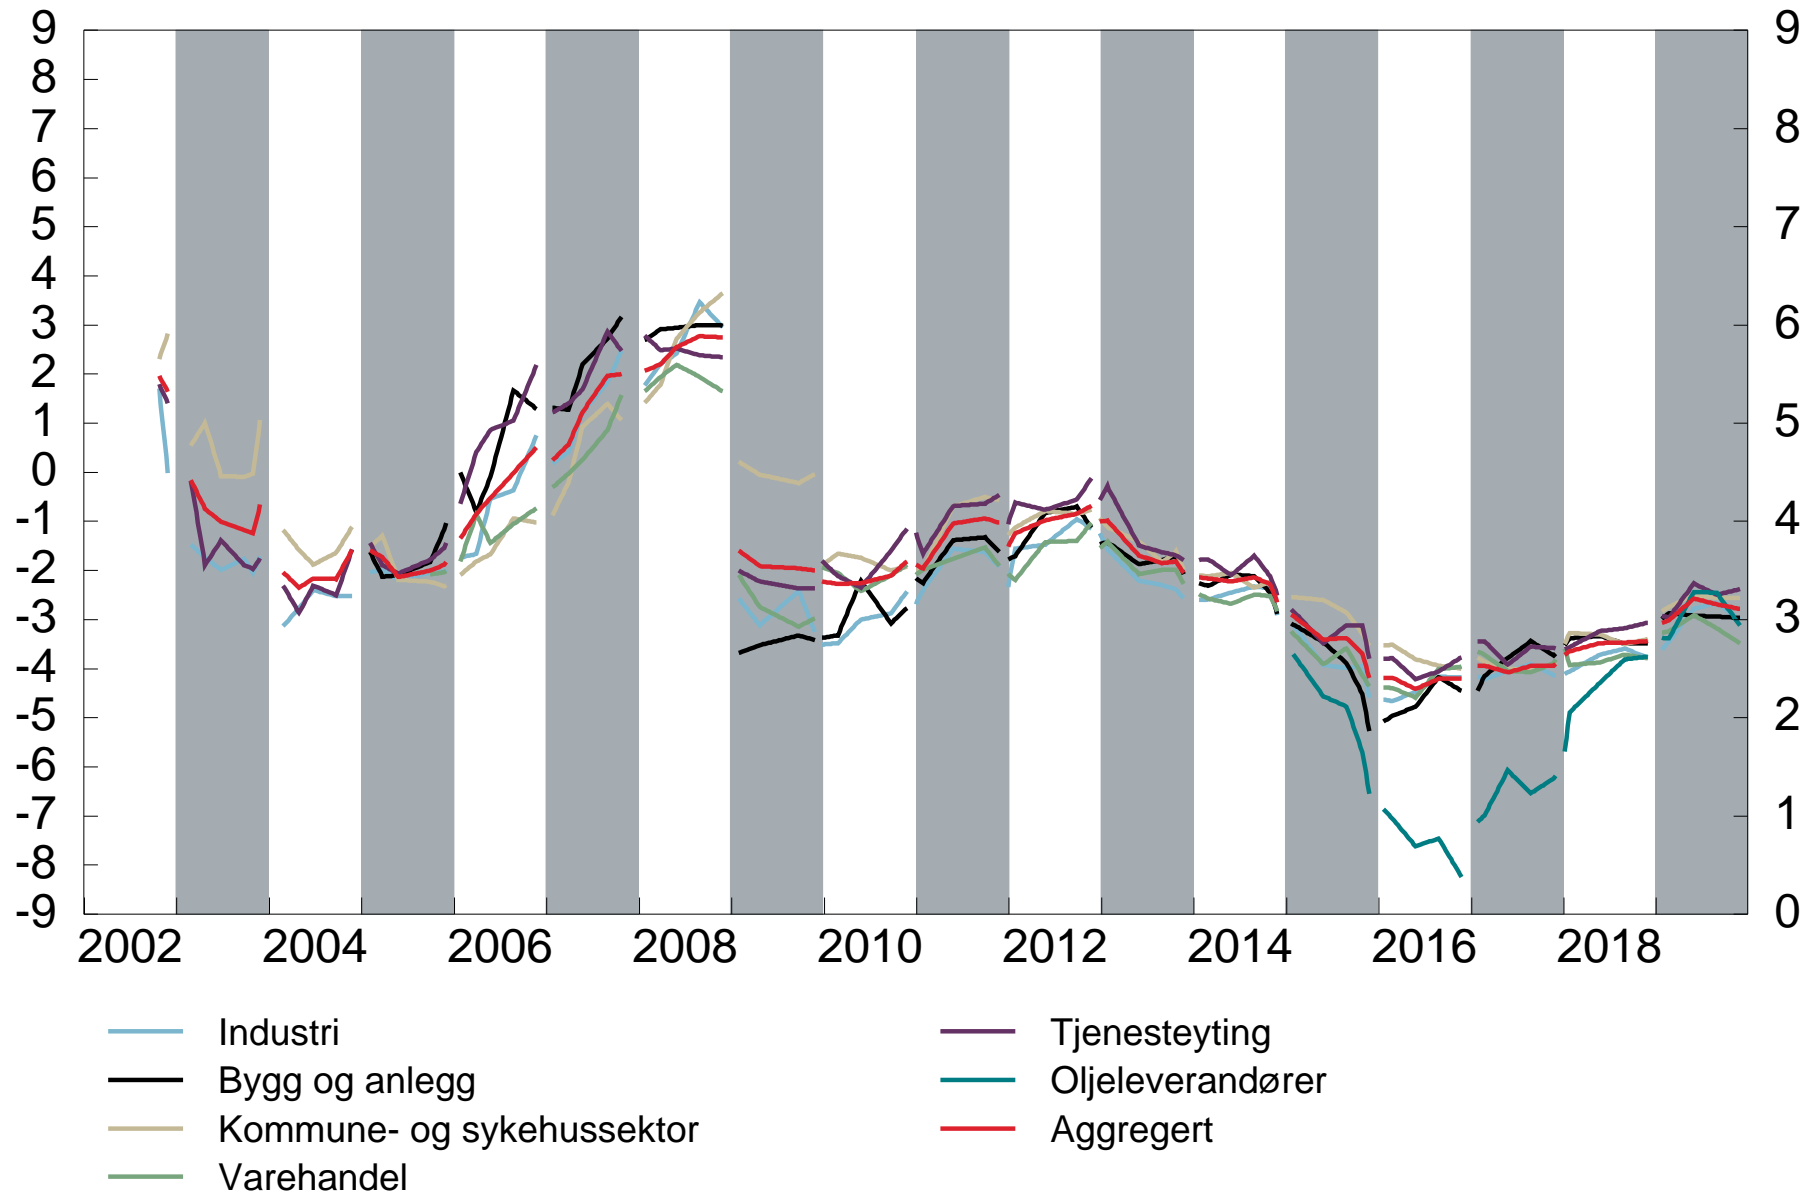 9 9
8
7 8
6
5 7
4
3 6
2
1 5
0
-1 4
-2
-3 3
-4
-5 2
-6
-7 1
-8
-9 0
2002 2004 2006 2008 2010 2012 2014 2016 2018
Industri
Bygg og anlegg
Kommune- og sykehussektor
Varehandel
Tjenesteyting
Oljeleverandører
Aggregert